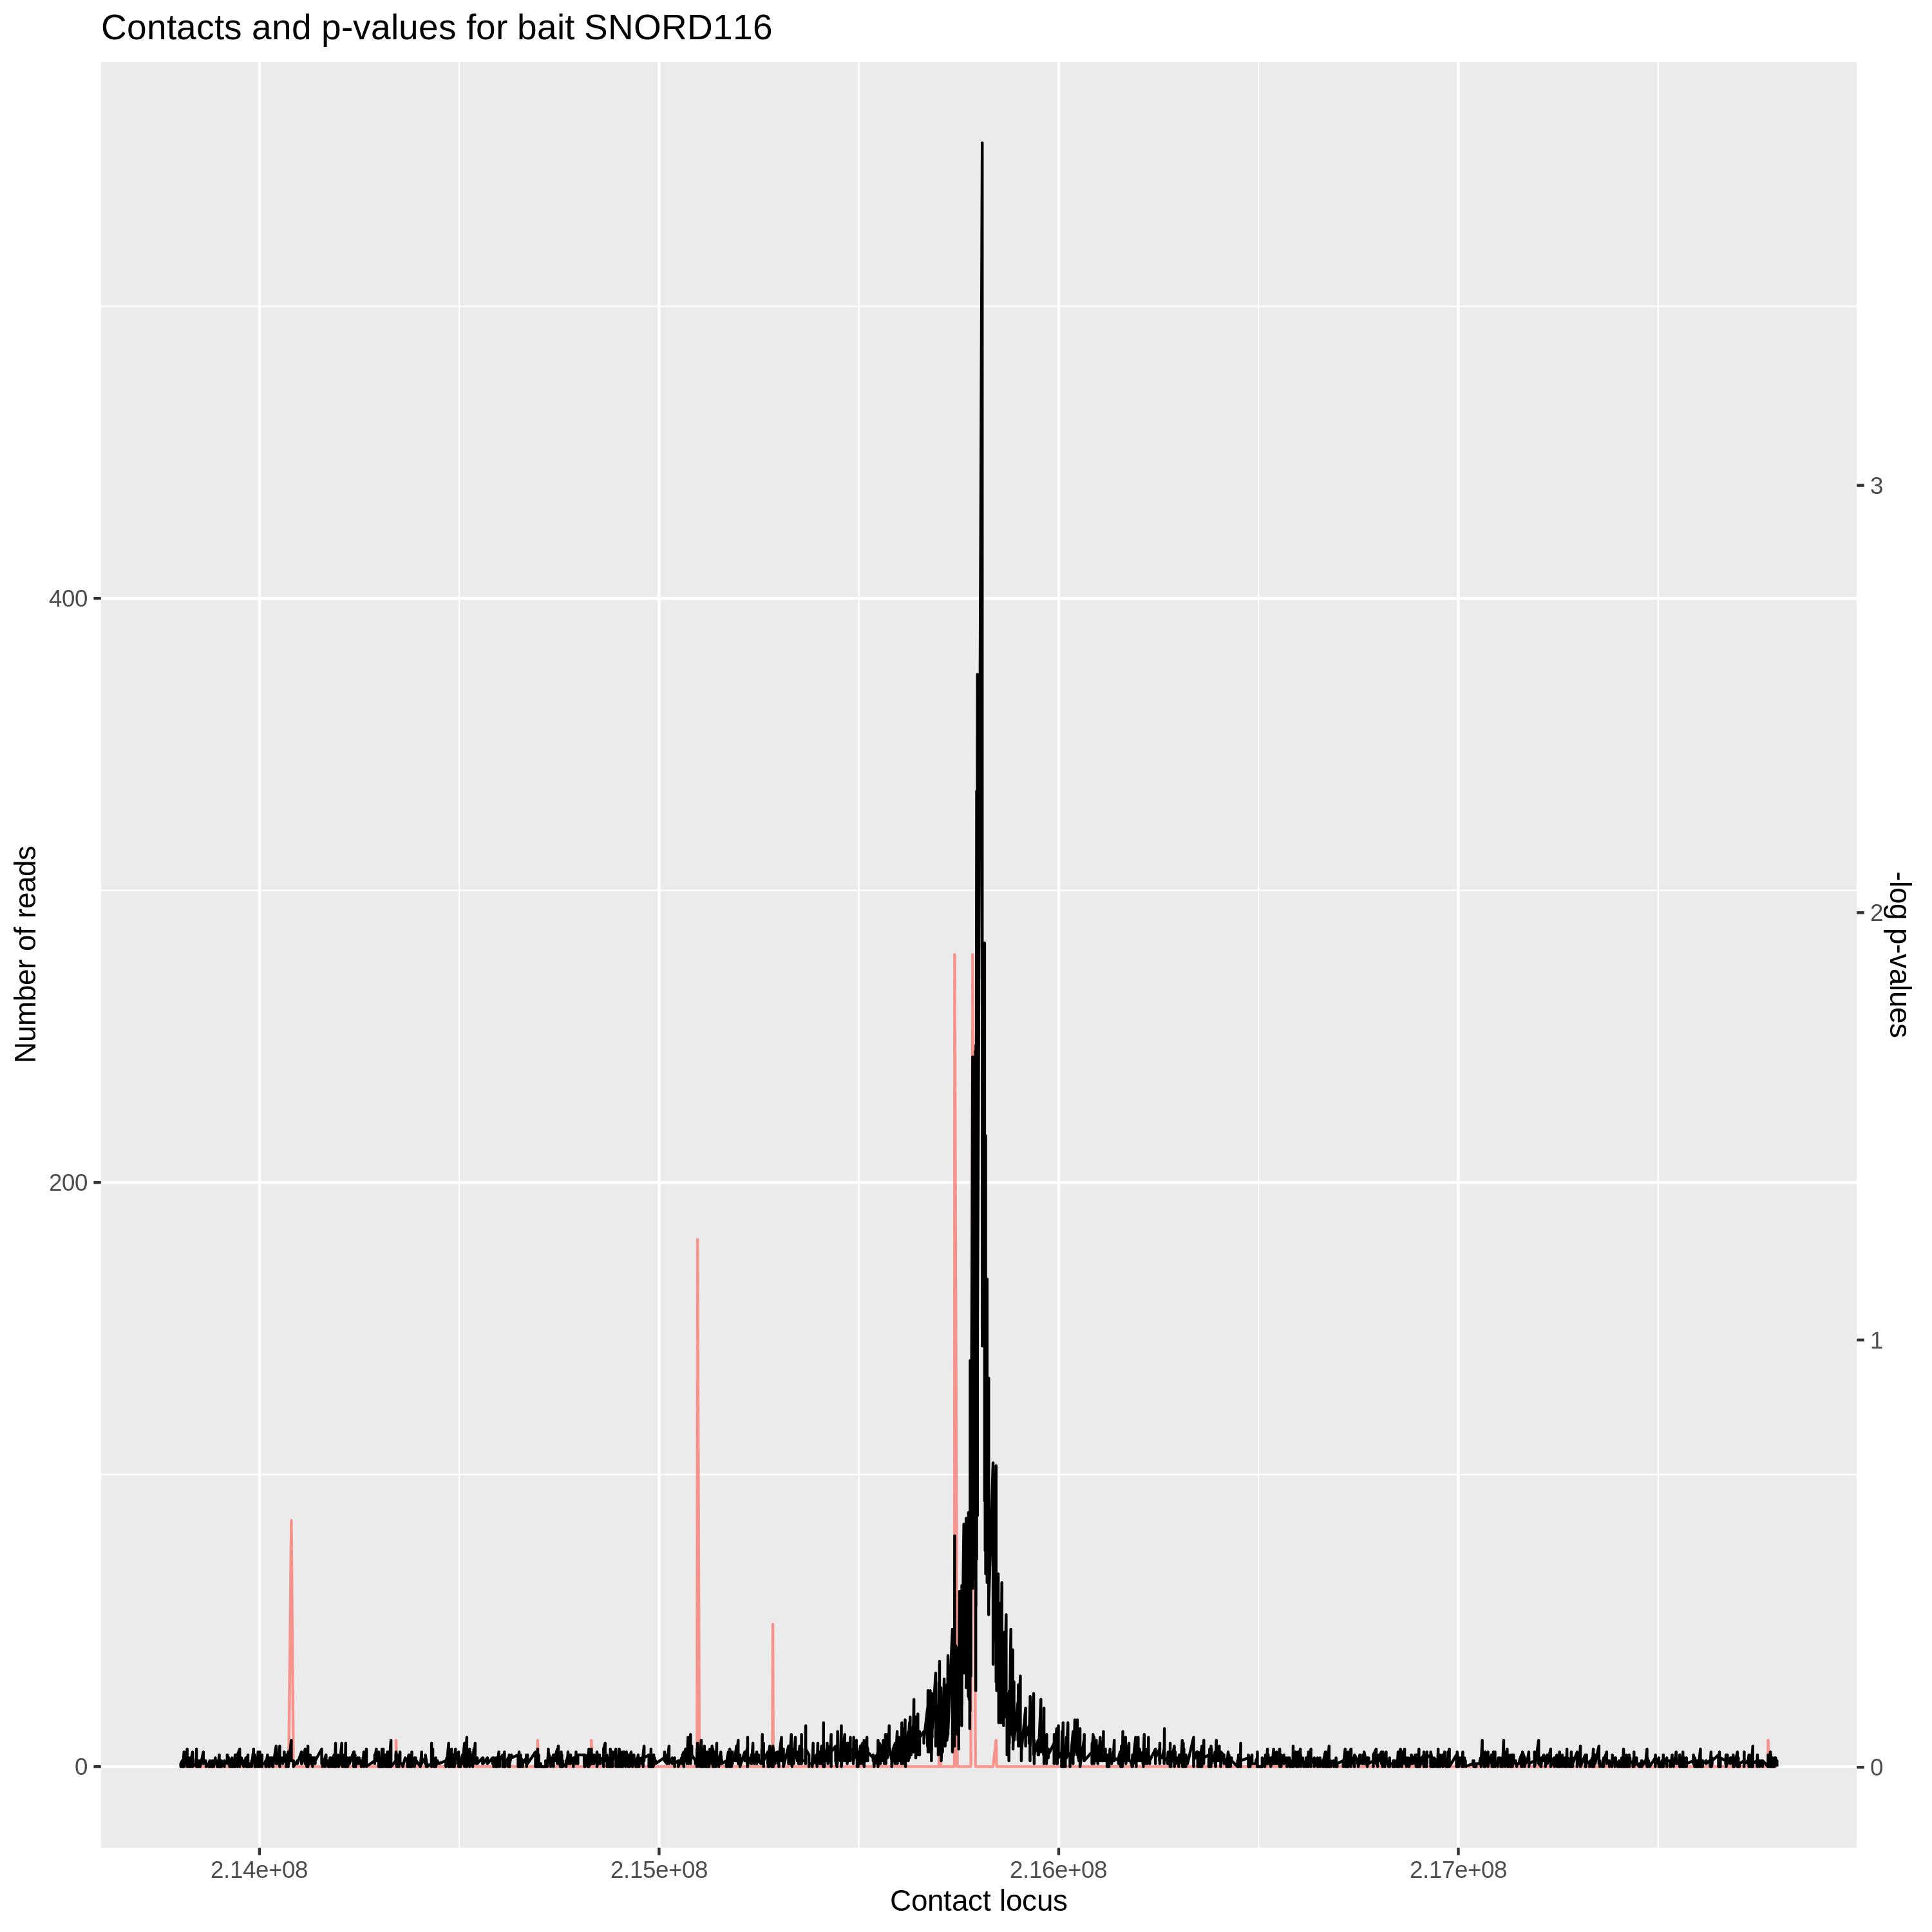 Contacts and p-values for bait SNORD116
Number of reads
400
200
0
3
2
1
0
-log p-values
2.14e+08 2.15e+08 2.16e+08 2.17e+08
Contact locus